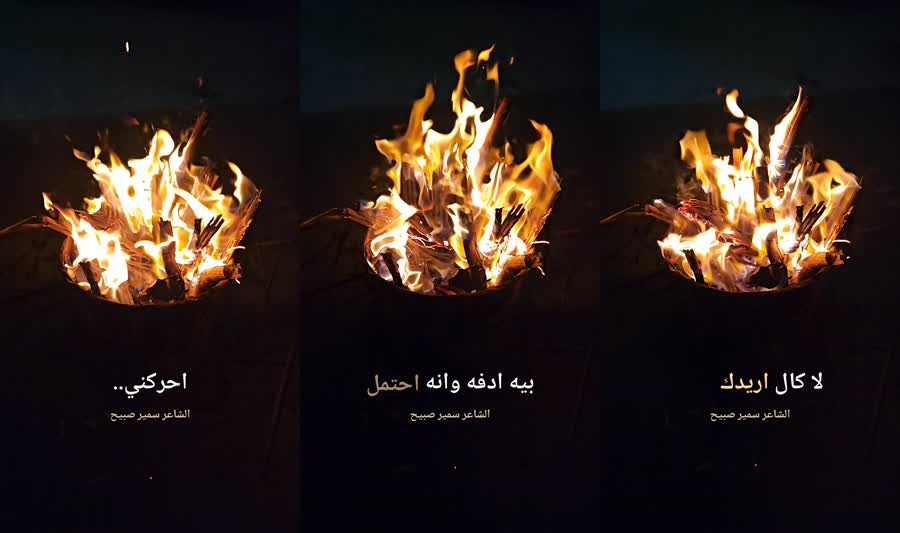 احركني..
الشاعر سمير صبيح
بيه ادفه وانه احتمل
الشاعر سمير صبيح
لا كال اريدك
الشاعر سمير صبيح